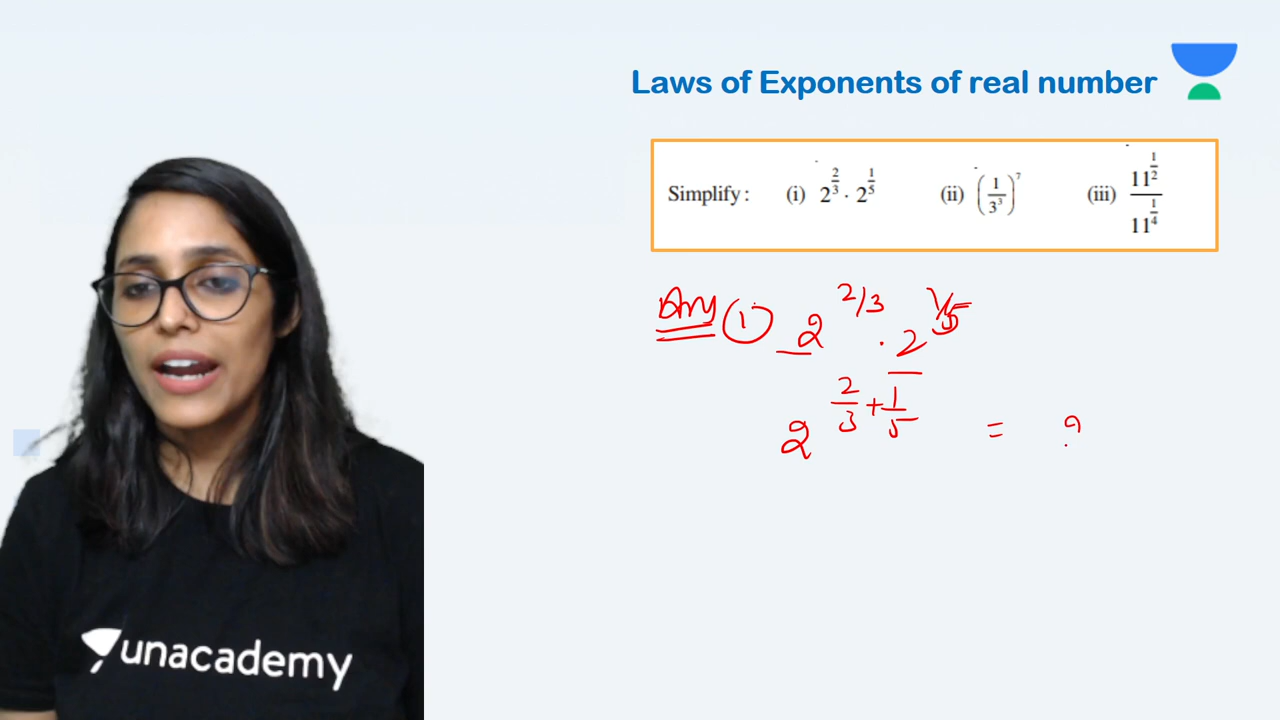 Laws of Exponents of real number
Simplify : (i) 2^(2/3) · 2^(1/5) (ii) (1/3^3)^7 (iii) 11^(1/2) / 11^(1/4)
Ans (i) 2^(2/3) · 2^(1/5)
2^(2/3 + 1/5) = ?
unacademy